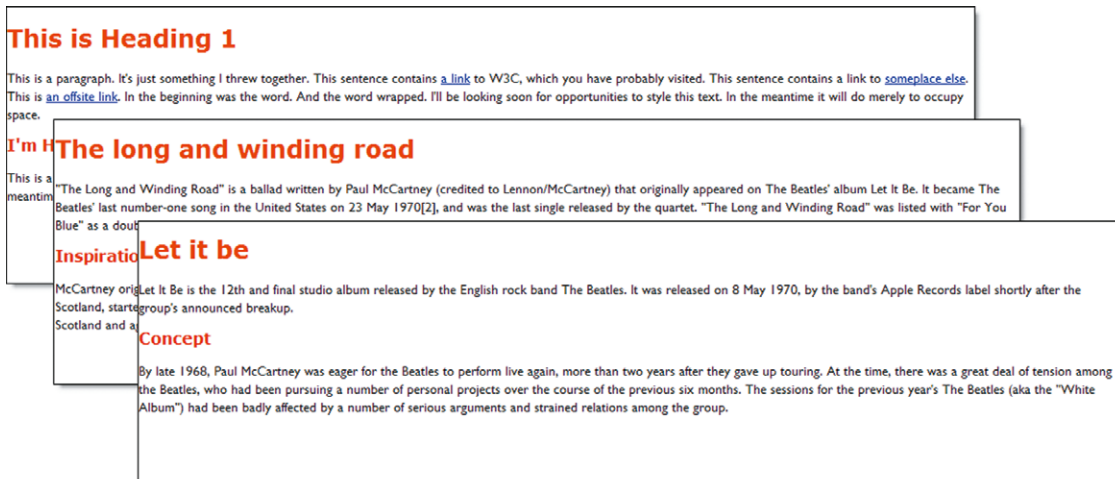 This is Heading 1
This is a paragraph. It's just something I threw together. This sentence contains a link to W3C, which you have probably visited. This sentence contains a link to someplace else.
This is an offsite link. In the beginning was the word. And the word wrapped. I'll be looking soon for opportunities to style this text. In the meantime it will do merely to occupy
space.
I'm H
This is a
meantim
The long and winding road
"The Long and Winding Road" is a ballad written by Paul McCartney (credited to Lennon/McCartney) that originally appeared on The Beatles' album Let It Be. It became The
Beatles' last number-one song in the United States on 23 May 1970[2], and was the last single released by the quartet. "The Long and Winding Road" was listed with "For You
Blue" as a doub
Inspiratio
McCartney orig
Scotland, starte
Scotland and ag
Let it be
Let It Be is the 12th and final studio album released by the English rock band The Beatles. It was released on 8 May 1970, by the band's Apple Records label shortly after the
group's announced breakup.
Concept
By late 1968, Paul McCartney was eager for the Beatles to perform live again, more than two years after they gave up touring. At the time, there was a great deal of tension among
the Beatles, who had been pursuing a number of personal projects over the course of the previous six months. The sessions for the previous year's The Beatles (aka the "White
Album") had been badly affected by a number of serious arguments and strained relations among the group.